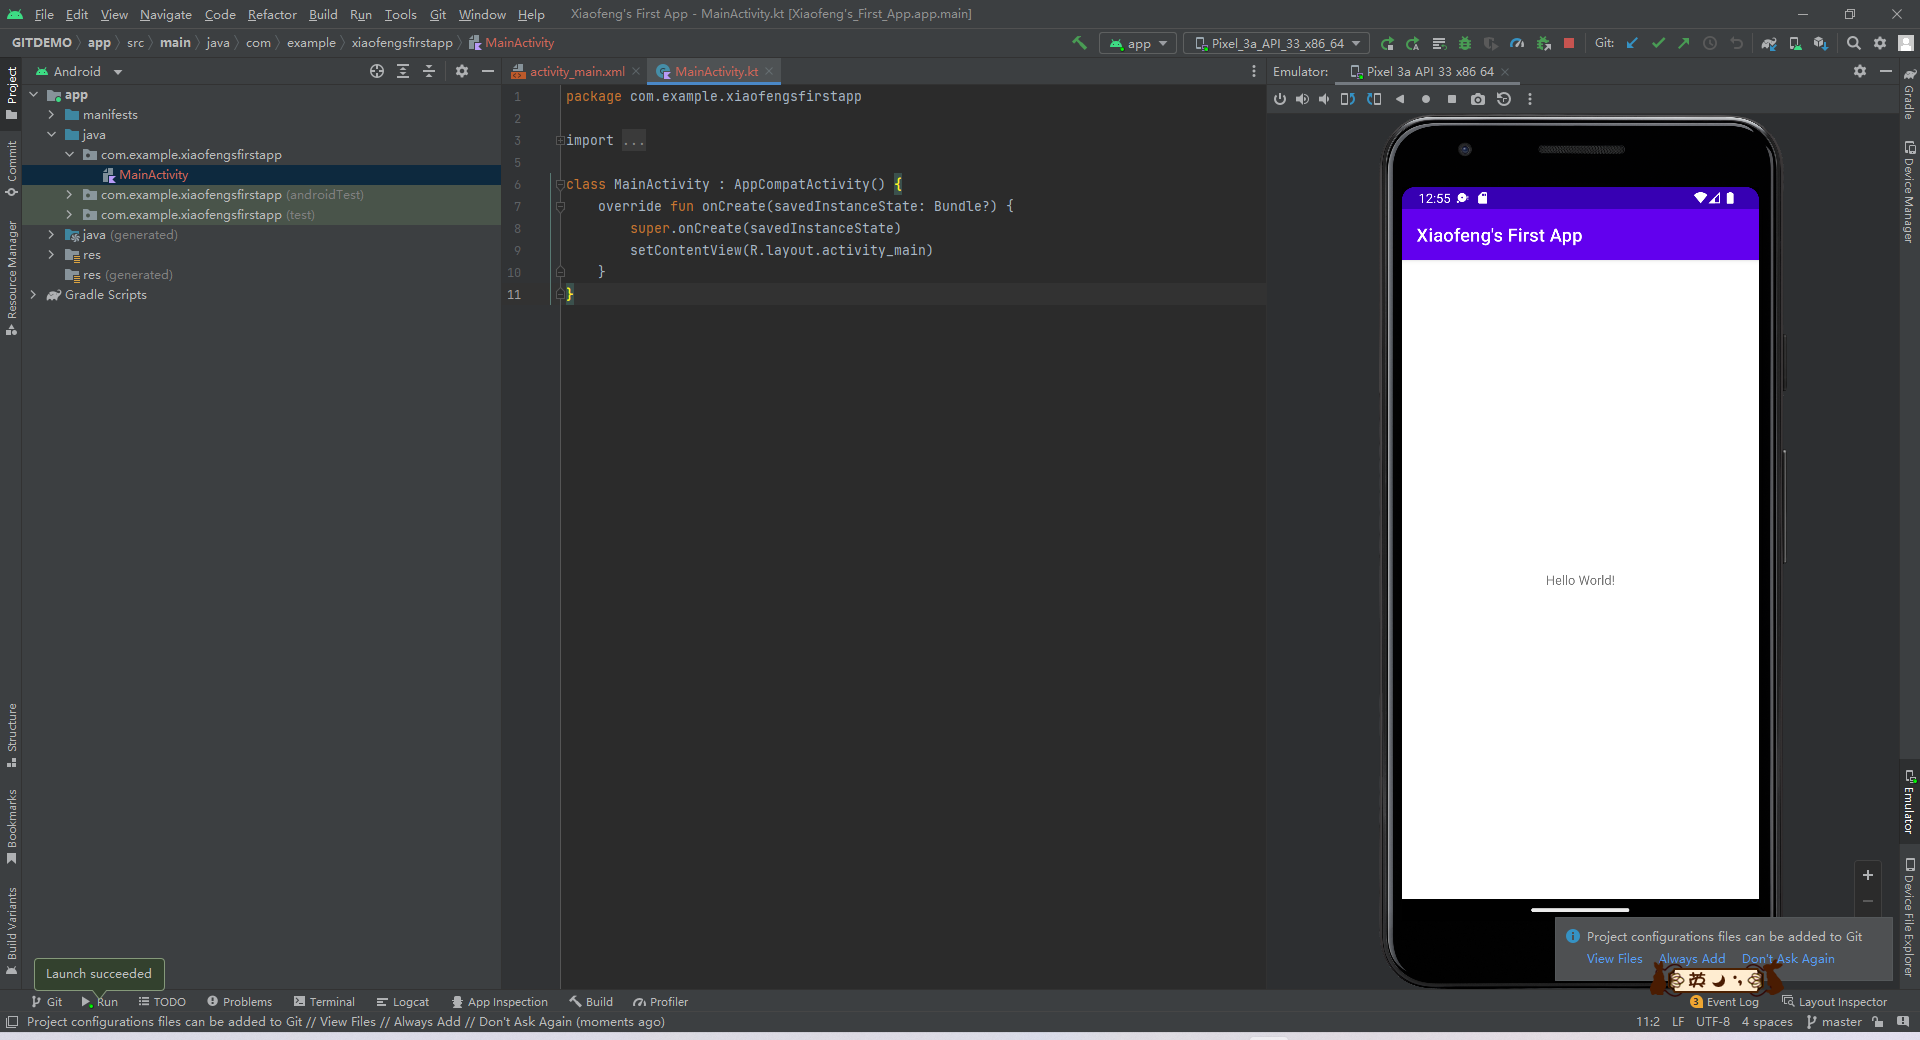 File Edit View Navigate Code Refactor Build Run Tools Git Window Help Xiaofeng's First App - MainActivity.kt [Xiaofeng's_First_App.app.main]
GITDEMO app src main java com example xiaofengsfirstapp MainActivity
app Pixel_3a_API_33_x86_64 Git:
Project
Commit
Resource Manager
Structure
Bookmarks
Build Variants
Android
app
manifests
java
com.example.xiaofengsfirstapp
MainActivity
com.example.xiaofengsfirstapp (androidTest)
com.example.xiaofengsfirstapp (test)
java (generated)
res
res (generated)
Gradle Scripts
activity_main.xml MainActivity.kt
1 package com.example.xiaofengsfirstapp
2
3 import ...
5
6 class MainActivity : AppCompatActivity() {
7 override fun onCreate(savedInstanceState: Bundle?) {
8 super.onCreate(savedInstanceState)
9 setContentView(R.layout.activity_main)
10 }
11 }
Emulator: Pixel 3a API 33 x86 64
12:55
Xiaofeng's First App
Hello World!
Gradle
Device Manager
Emulator
Device File Explorer
Project configurations files can be added to Git
View Files Always Add Don't Ask Again
英
Launch succeeded
Git Run TODO Problems Terminal Logcat App Inspection Build Profiler 3 Event Log Layout Inspector
Project configurations files can be added to Git // View Files // Always Add // Don't Ask Again (moments ago) 11:2 LF UTF-8 4 spaces master